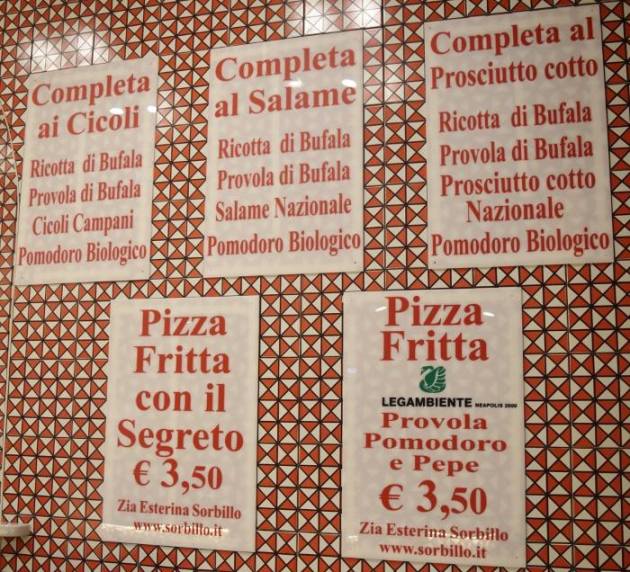 Completa
ai Cicoli
Ricotta di Bufala
Provola di Bufala
Cicoli Campani
Pomodoro Biologico
Completa
al Salame
Ricotta di Bufala
Provola di Bufala
Salame Nazionale
Pomodoro Biologico
Completa al
Prosciutto cotto
Ricotta di Bufala
Provola di Bufala
Prosciutto cotto
Nazionale
Pomodoro Biologico
Pizza
Fritta
con il
Segreto
€ 3,50
Zia Esterina Sorbillo
www.sorbillo.it
Pizza
Fritta
LEGAMBIENTE NEAPOLIS 2000
Provola
Pomodoro
e Pepe
€ 3,50
Zia Esterina Sorbillo
www.sorbillo.it